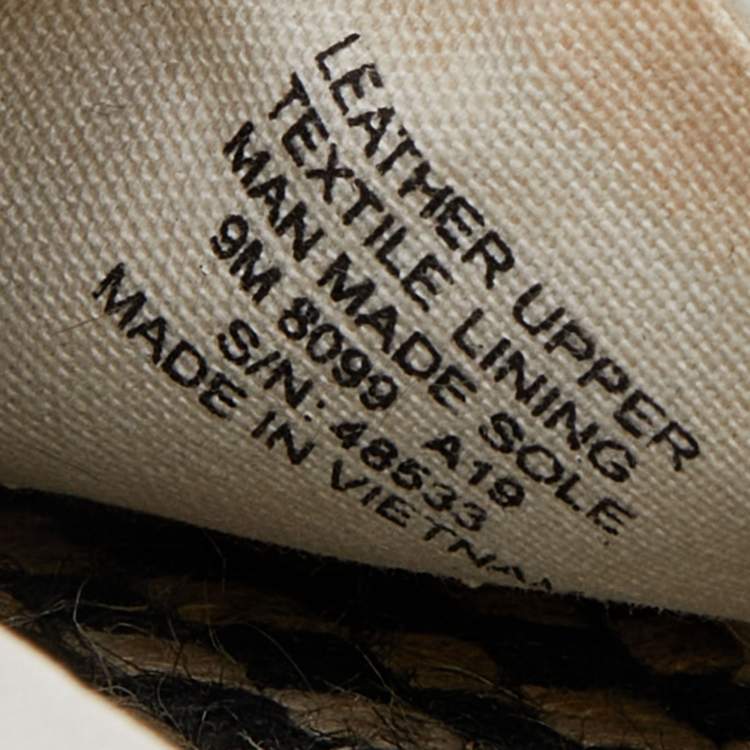 LEATHER UPPER
TEXTILE LINING
MAN MADE SOLE
9M 8099 A19
S/N: 48533
MADE IN VIETNAM